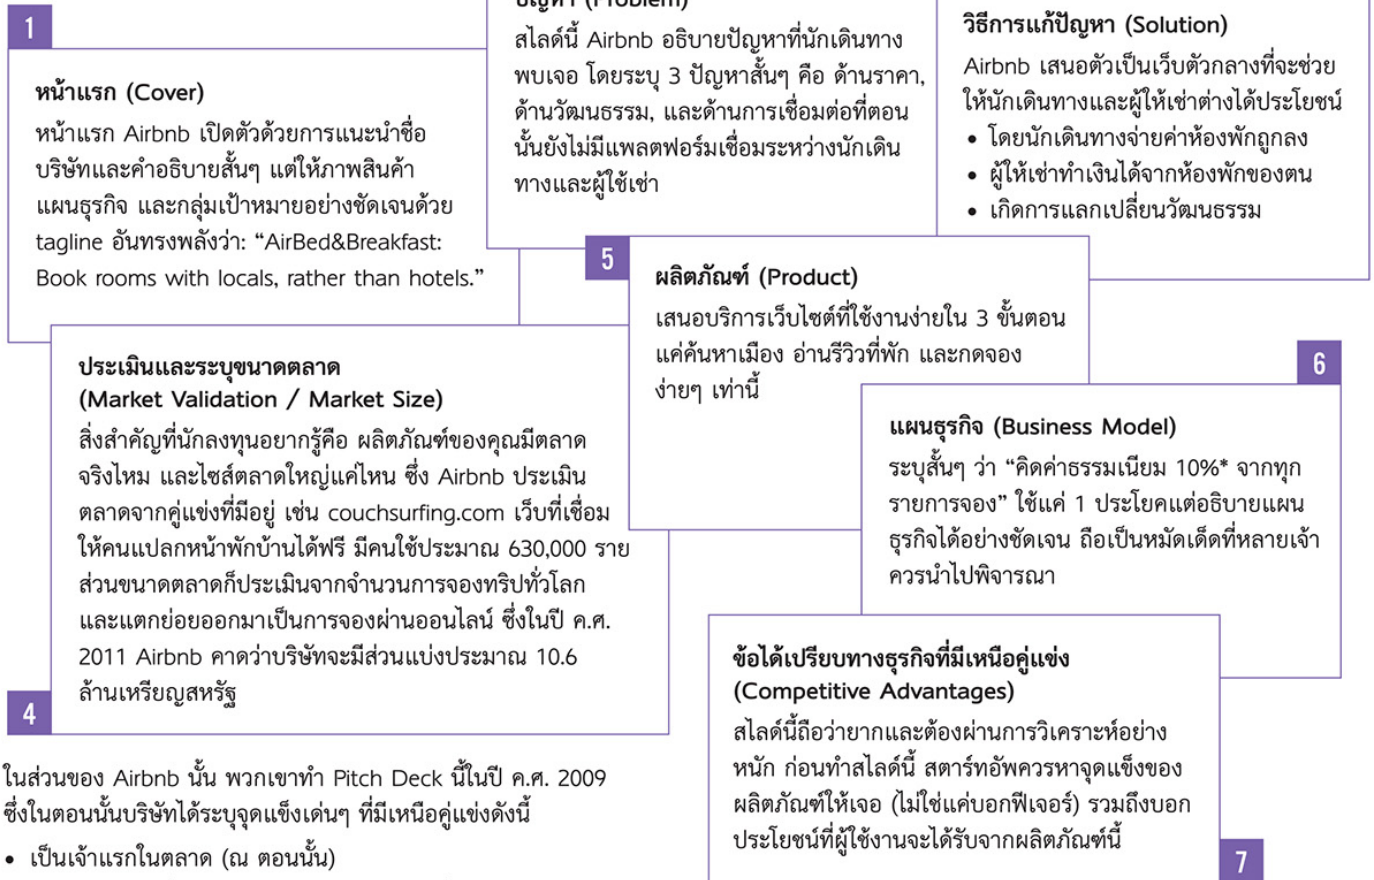 1
หน้าแรก (Cover)
หน้าแรก Airbnb เปิดตัวด้วยการแนะนำชื่อ
บริษัทและคำอธิบายสั้นๆ แต่ให้ภาพสินค้า
แผนธุรกิจ และกลุ่มเป้าหมายอย่างชัดเจนด้วย
tagline อันทรงพลังว่า: “AirBed&Breakfast:
Book rooms with locals, rather than hotels.”
ปัญหา (Problem)
สไลด์นี้ Airbnb อธิบายปัญหาที่นักเดินทาง
พบเจอ โดยระบุ 3 ปัญหาสั้นๆ คือ ด้านราคา,
ด้านวัฒนธรรม, และด้านการเชื่อมต่อที่ตอน
นั้นยังไม่มีแพลตฟอร์มเชื่อมระหว่างนักเดิน
ทางและผู้ใช้เช่า
วิธีการแก้ปัญหา (Solution)
Airbnb เสนอตัวเป็นเว็บตัวกลางที่จะช่วย
ให้นักเดินทางและผู้ให้เช่าต่างได้ประโยชน์
• โดยนักเดินทางจ่ายค่าห้องพักถูกลง
• ผู้ให้เช่าทำเงินได้จากห้องพักของตน
• เกิดการแลกเปลี่ยนวัฒนธรรม
ประเมินและระบุขนาดตลาด
(Market Validation / Market Size)
สิ่งสำคัญที่นักลงทุนอยากรู้คือ ผลิตภัณฑ์ของคุณมีตลาด
จริงไหม และไซส์ตลาดใหญ่แค่ไหน ซึ่ง Airbnb ประเมิน
ตลาดจากคู่แข่งที่มีอยู่ เช่น couchsurfing.com เว็บที่เชื่อม
ให้คนแปลกหน้าพักบ้านได้ฟรี มีคนใช้ประมาณ 630,000 ราย
ส่วนขนาดตลาดก็ประเมินจากจำนวนการจองทริปทั่วโลก
และแตกย่อยออกมาเป็นการจองผ่านออนไลน์ ซึ่งในปี ค.ศ.
2011 Airbnb คาดว่าบริษัทจะมีส่วนแบ่งประมาณ 10.6
ล้านเหรียญสหรัฐ
4
5
ผลิตภัณฑ์ (Product)
เสนอบริการเว็บไซต์ที่ใช้งานง่ายใน 3 ขั้นตอน
แค่ค้นหาเมือง อ่านรีวิวที่พัก และกดจอง
ง่ายๆ เท่านี้
6
แผนธุรกิจ (Business Model)
ระบุสั้นๆ ว่า “คิดค่าธรรมเนียม 10%* จากทุก
รายการจอง” ใช้แค่ 1 ประโยคแต่อธิบายแผน
ธุรกิจได้อย่างชัดเจน ถือเป็นหมัดเด็ดที่หลายเจ้า
ควรนำไปพิจารณา
ข้อได้เปรียบทางธุรกิจที่มีเหนือคู่แข่ง
(Competitive Advantages)
สไลด์นี้ถือว่ายากและต้องผ่านการวิเคราะห์อย่าง
หนัก ก่อนทำสไลด์นี้ สตาร์ทอัพควรหาจุดแข็งของ
ผลิตภัณฑ์ให้เจอ (ไม่ใช่แค่บอกฟีเจอร์) รวมถึงบอก
ประโยชน์ที่ผู้ใช้งานจะได้รับจากผลิตภัณฑ์นี้
7
ในส่วนของ Airbnb นั้น พวกเขาทำ Pitch Deck นี้ในปี ค.ศ. 2009
ซึ่งในตอนนั้นบริษัทได้ระบุจุดแข็งเด่นๆ ที่มีเหนือคู่แข่งดังนี้
• เป็นเจ้าแรกในตลาด (ณ ตอนนั้น)